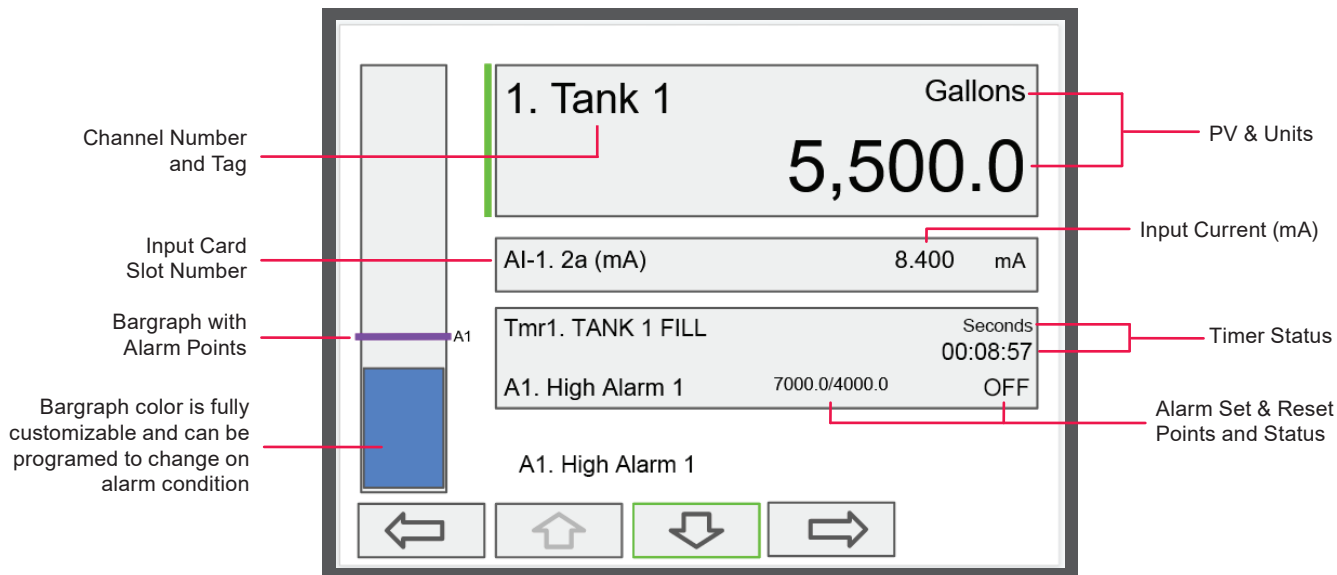 Channel Number
and Tag
Input Card
Slot Number
Bargraph with
Alarm Points
Bargraph color is fully
customizable and can be
programed to change on
alarm condition
A1
1. Tank 1
Gallons
5,500.0
AI-1. 2a (mA) 8.400 mA
Tmr1. TANK 1 FILL
Seconds
00:08:57
A1. High Alarm 1 7000.0/4000.0 OFF
A1. High Alarm 1
PV & Units
Input Current (mA)
Timer Status
Alarm Set & Reset
Points and Status